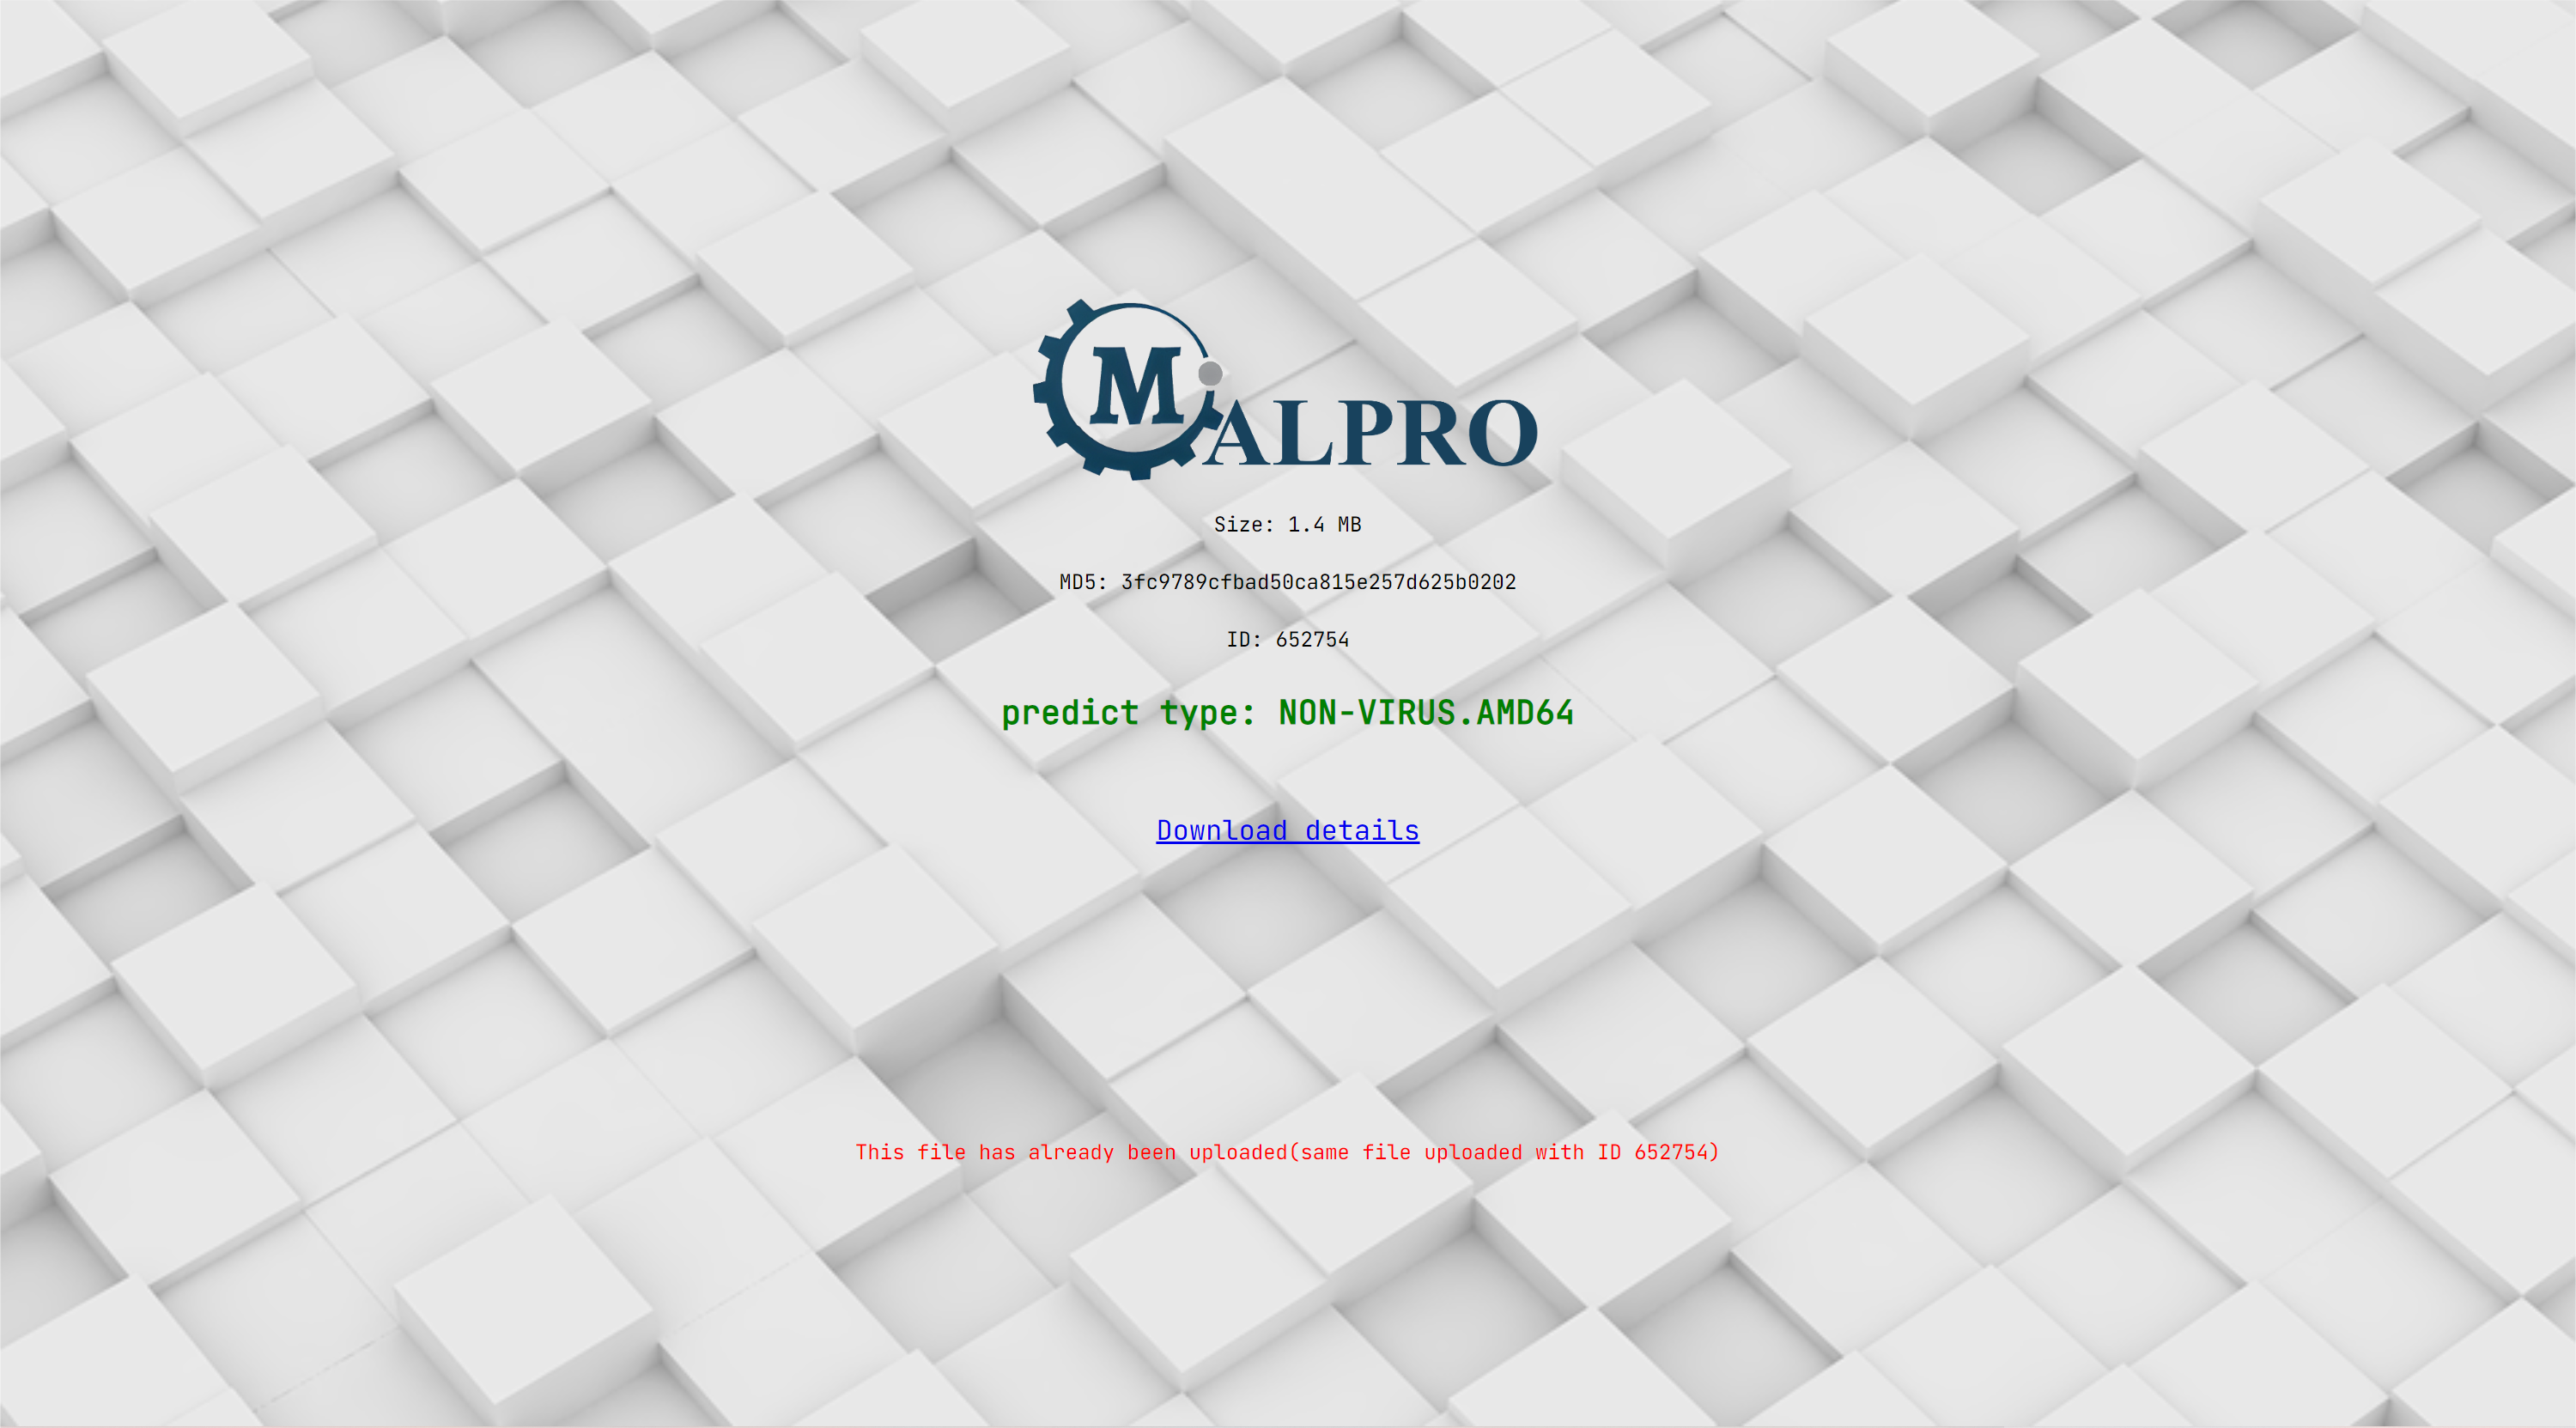 MALPRO
Size: 1.4 MB
MD5: 3fc9789cfbad50ca815e257d625b0202
ID: 652754
predict type: NON-VIRUS.AMD64
Download details
This file has already been uploaded(same file uploaded with ID 652754)